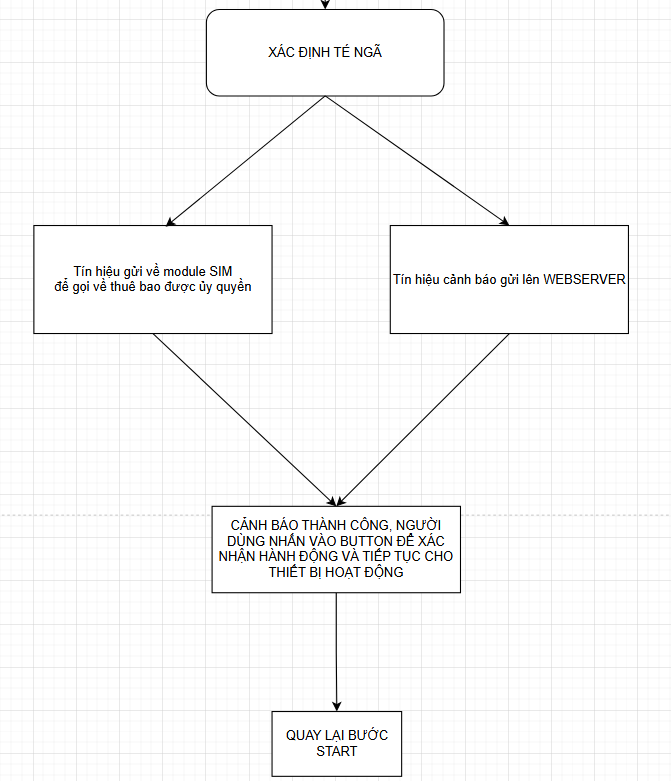 XÁC ĐỊNH TÉ NGÃ
Tín hiệu gửi về module SIM
để gọi về thuê bao được ủy quyền
Tín hiệu cảnh báo gửi lên WEBSERVER
CẢNH BÁO THÀNH CÔNG, NGƯỜI
DÙNG NHẤN VÀO BUTTON ĐỂ XÁC
NHẬN HÀNH ĐỘNG VÀ TIẾP TỤC CHO
THIẾT BỊ HOẠT ĐỘNG
QUAY LẠI BƯỚC
START